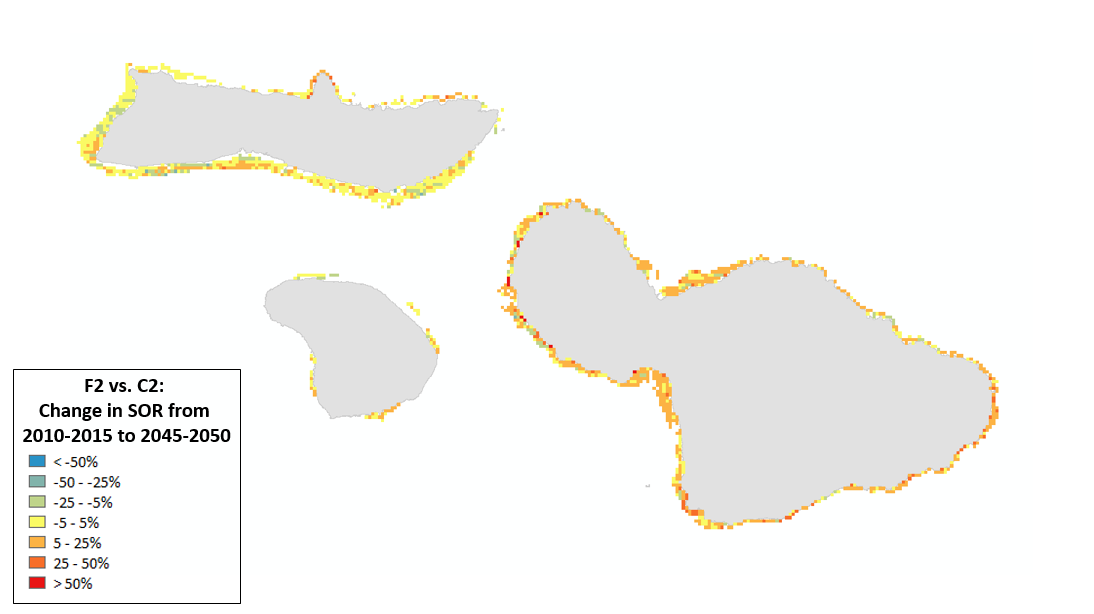 F2 vs. C2:
Change in SOR from
2010-2015 to 2045-2050
< -50%
-50 - -25%
-25 - -5%
-5 - 5%
5 - 25%
25 - 50%
> 50%